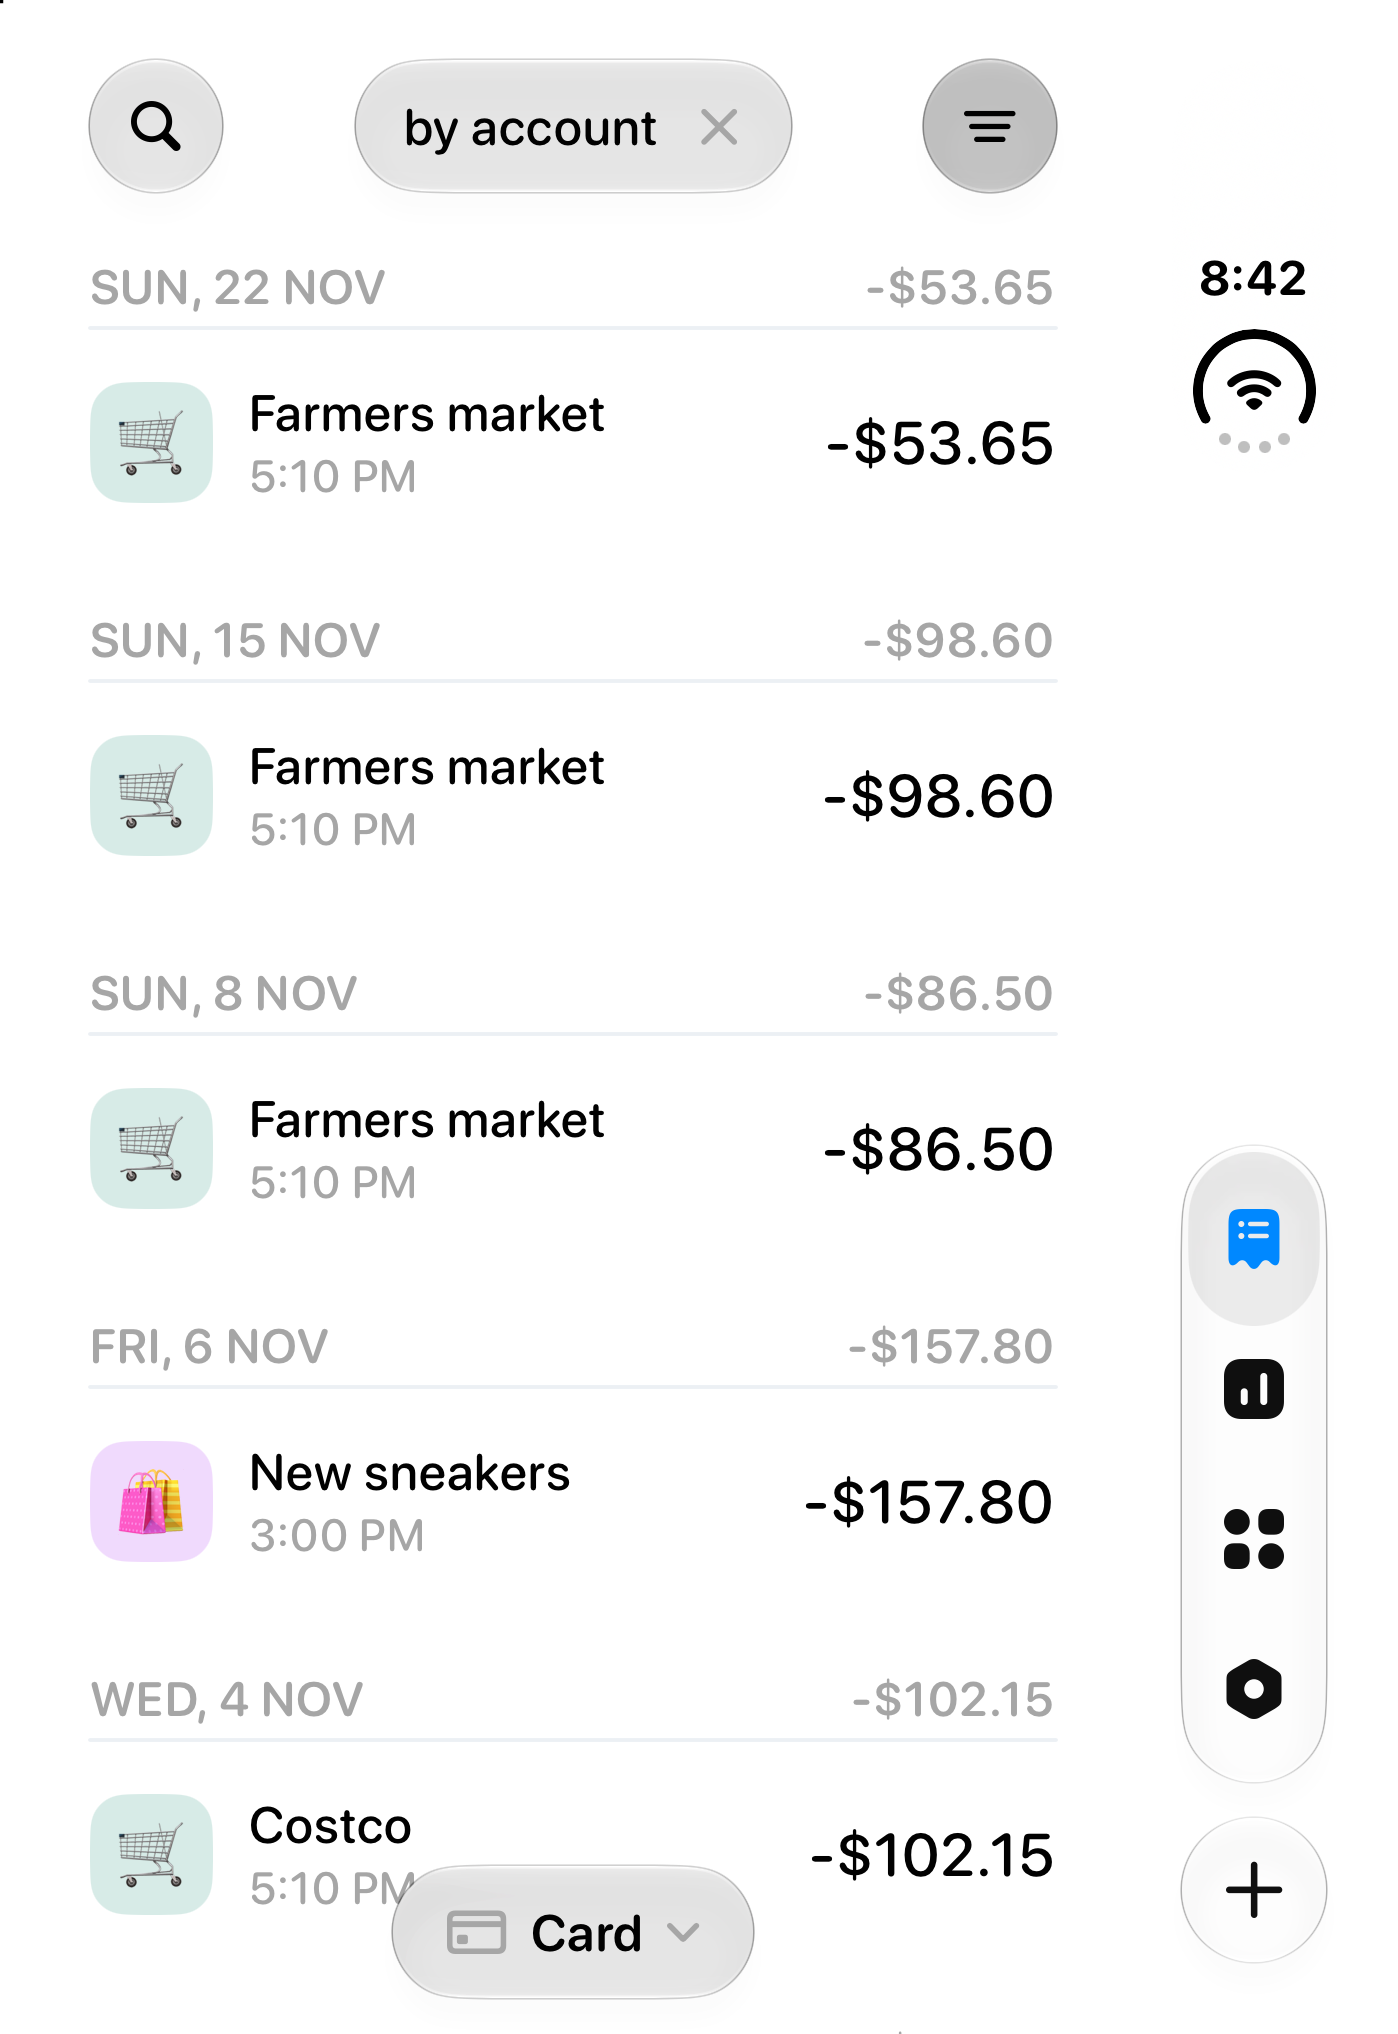 by account
SUN, 22 NOV -$53.65
8:42
Farmers market
5:10 PM
-$53.65
SUN, 15 NOV -$98.60
Farmers market
5:10 PM
-$98.60
SUN, 8 NOV -$86.50
Farmers market
5:10 PM
-$86.50
FRI, 6 NOV -$157.80
New sneakers
3:00 PM
-$157.80
WED, 4 NOV -$102.15
Costco
5:10 PM
-$102.15
Card